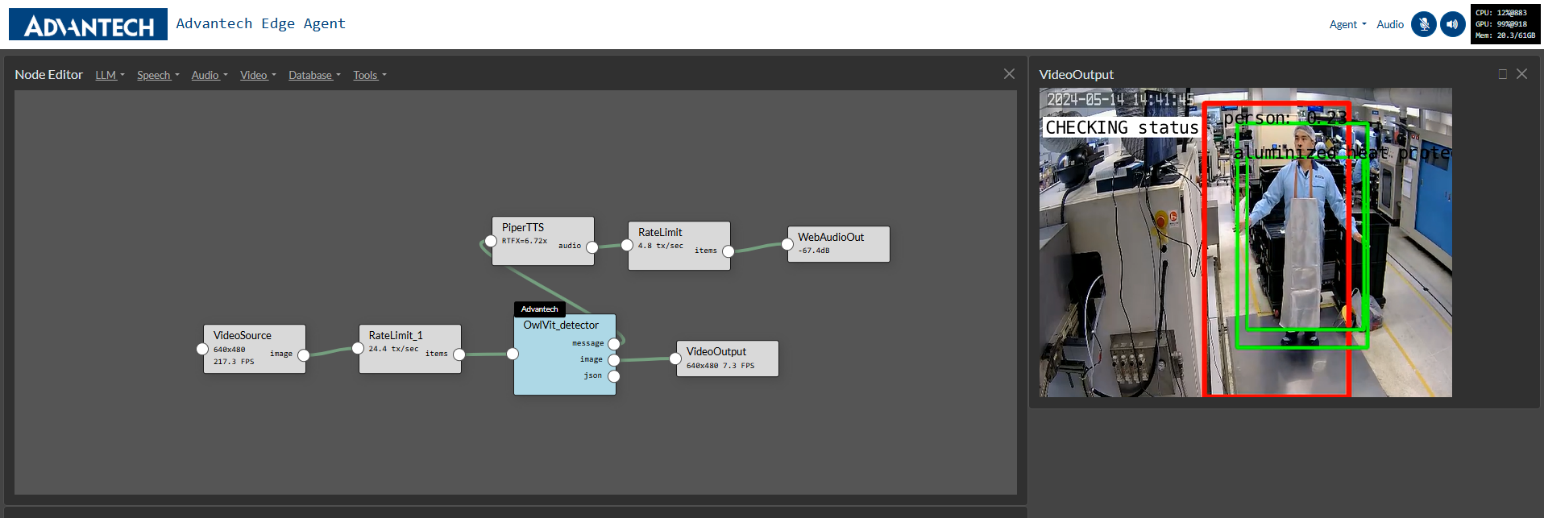 ADVANTECH
Advantech Edge Agent
Agent
Audio
CPU: 12%@883
GPU: 99%@918
Mem: 20.3/61GB
Node Editor
LLM
Speech
Audio
Video
Database
Tools
PiperTTS
RTFX=6.72x
audio
RateLimit
4.8 tx/sec
items
WebAudioOut
-67.4dB
VideoSource
640x480
217.3 FPS
image
RateLimit_1
24.4 tx/sec
items
Advantech
OwlVit_detector
message
image
json
VideoOutput
640x480 7.3 FPS
VideoOutput
2024-05-14 14:41:45
CHECKING status
person: 0.23
aluminized heat prote